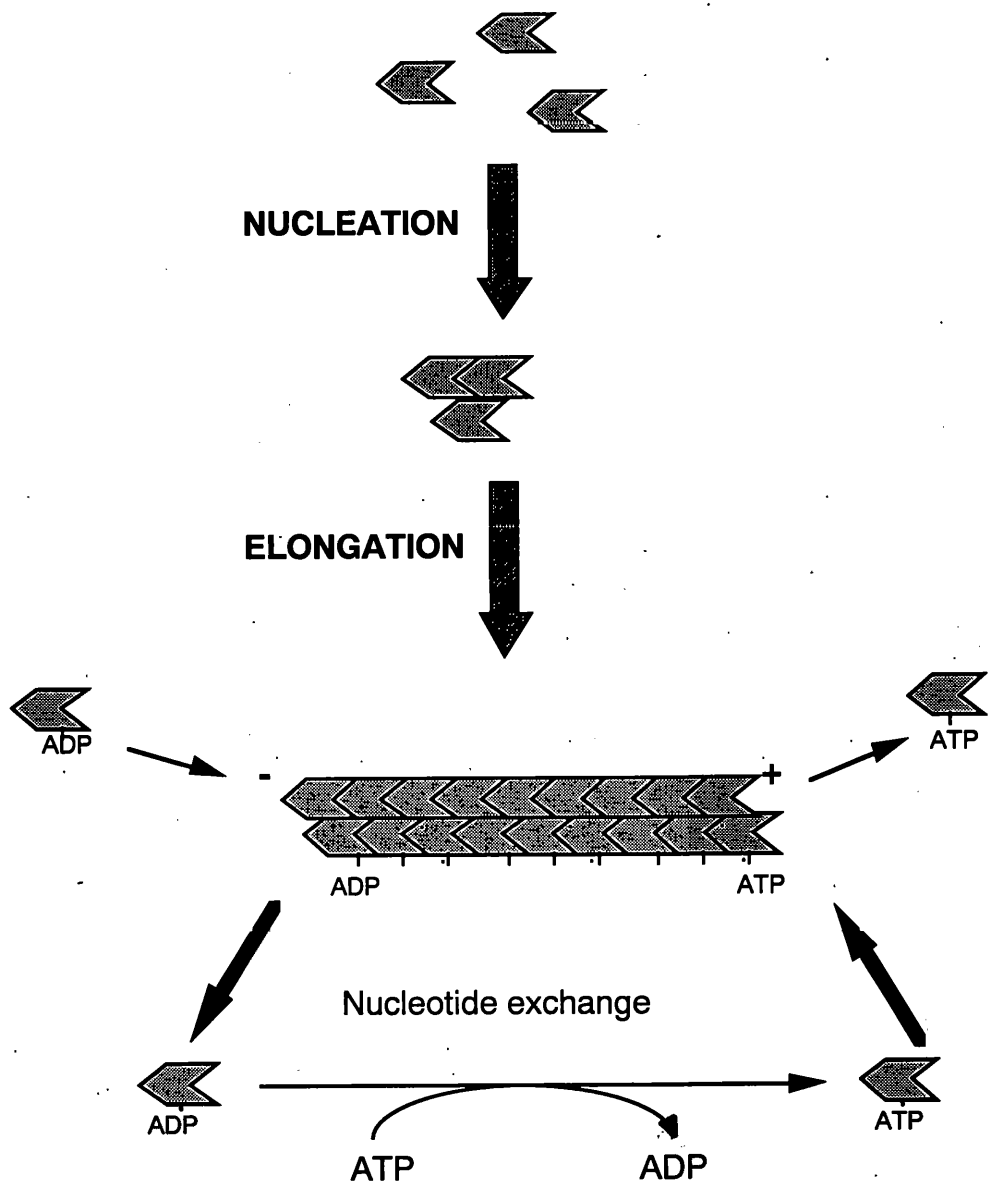 NUCLEATION
ELONGATION
ADP
ATP
-
+
ADP
ATP
Nucleotide exchange
ADP
ATP
ATP
ADP